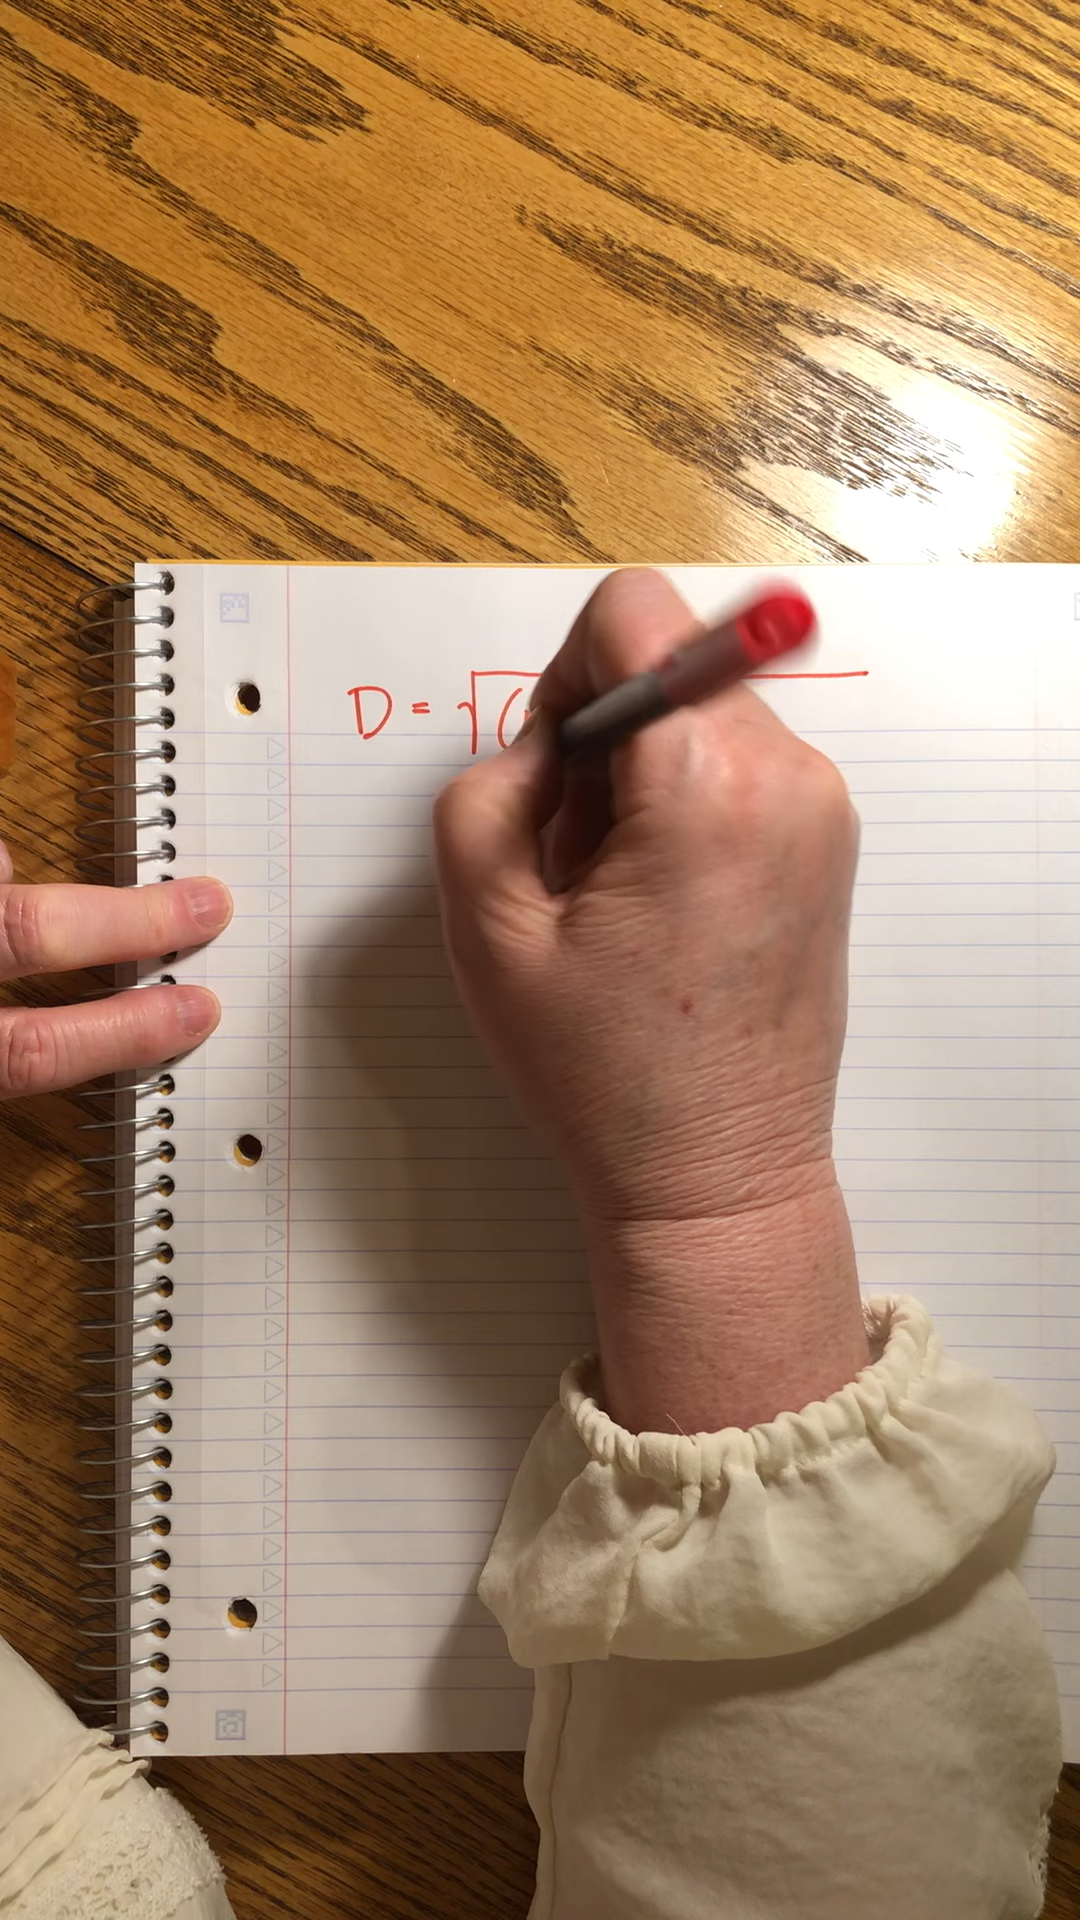 D = √(